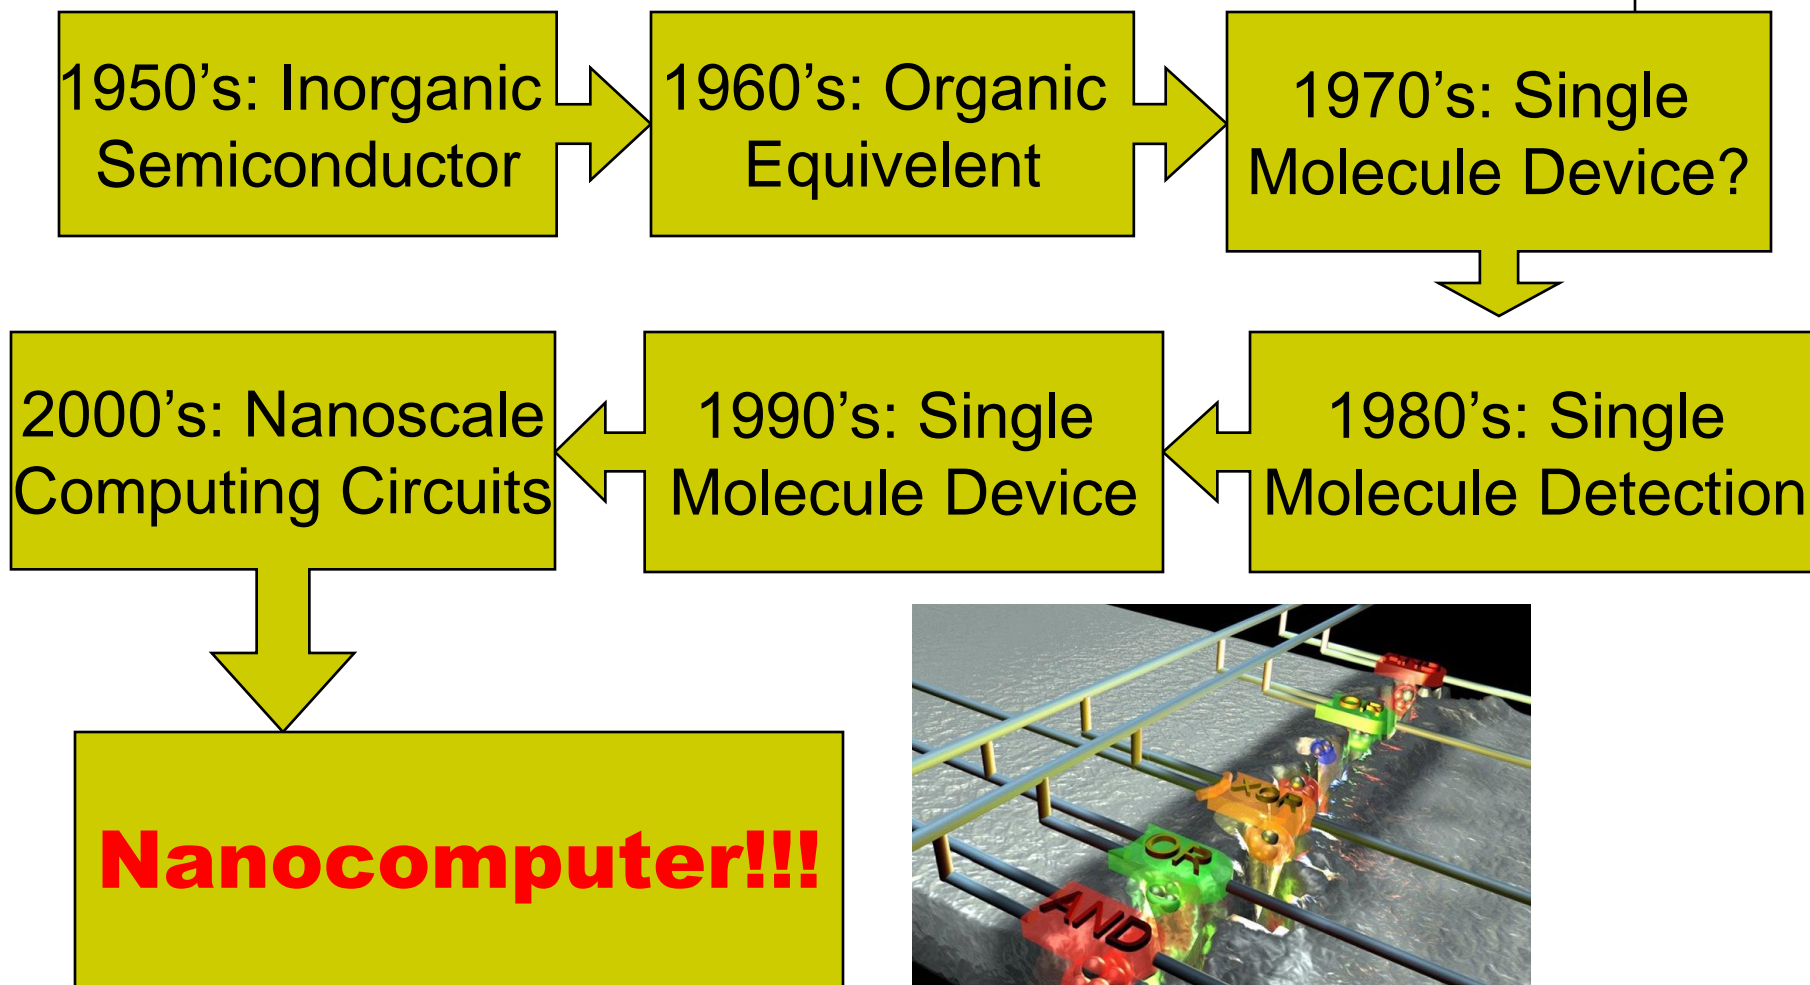 1950’s: Inorganic
Semiconductor
1960’s: Organic
Equivelent
1970’s: Single
Molecule Device?
1980’s: Single
Molecule Detection
1990’s: Single
Molecule Device
2000’s: Nanoscale
Computing Circuits
Nanocomputer!!!
OR
XOR
OR
AND